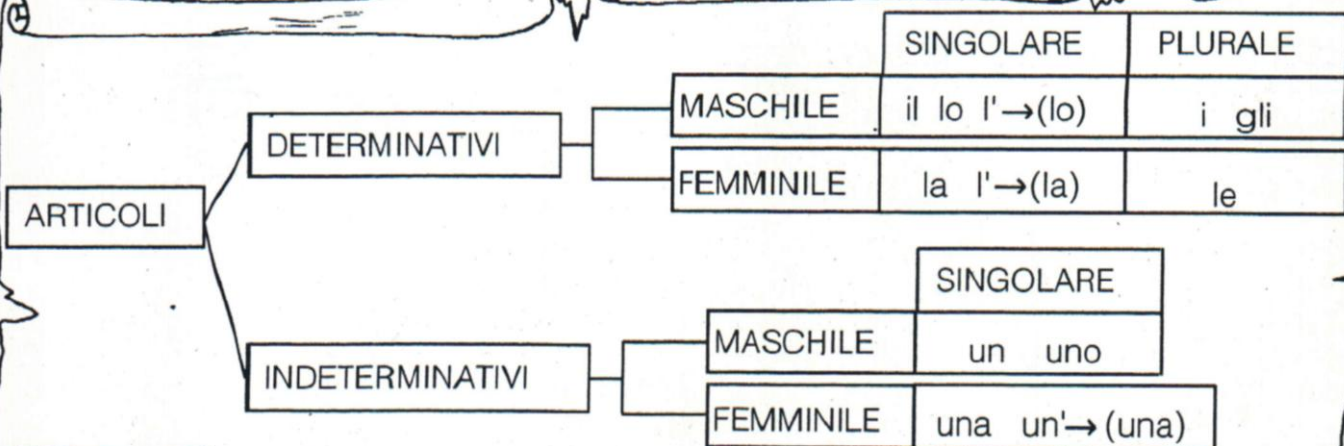 SINGOLARE PLURALE
MASCHILE il lo l'→(lo) i gli
DETERMINATIVI
FEMMINILE la l'→(la) le
ARTICOLI
SINGOLARE
MASCHILE un uno
INDETERMINATIVI
FEMMINILE una un'→(una)